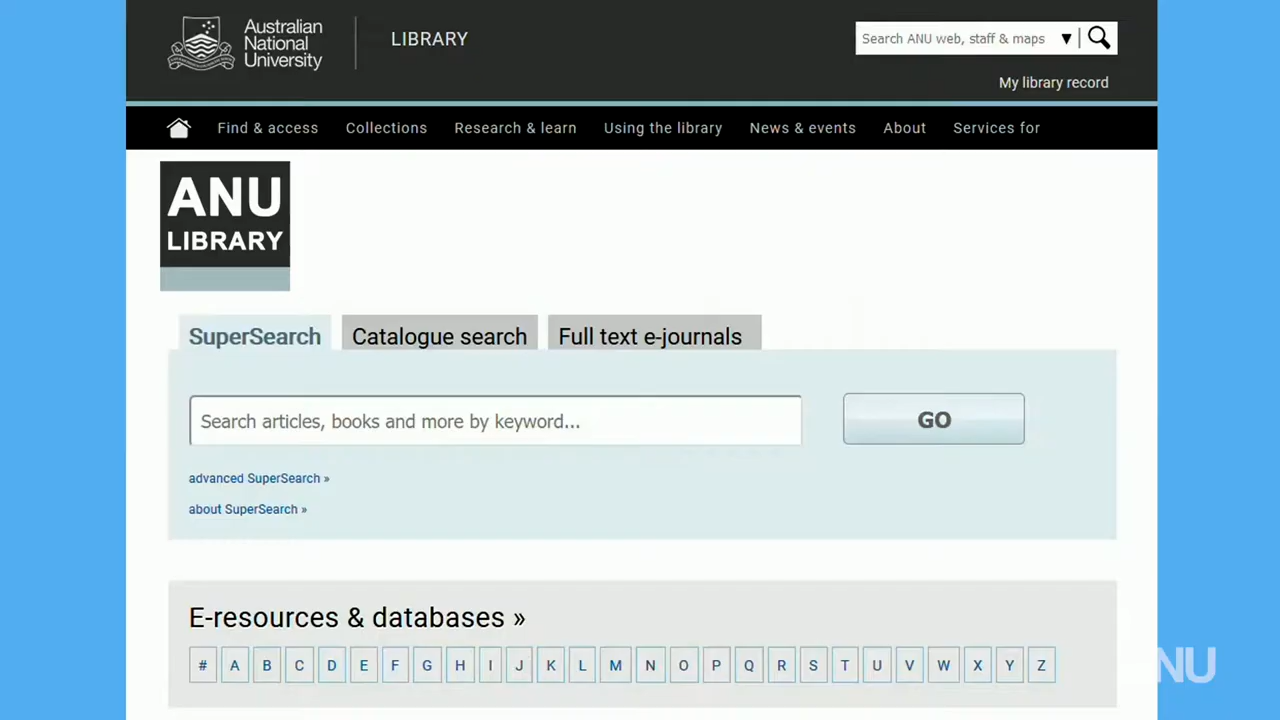 Australian
National
University
LIBRARY
Search ANU web, staff & maps
My library record
Find & access Collections Research & learn Using the library News & events About Services for
ANU
LIBRARY
SuperSearch Catalogue search Full text e-journals
Search articles, books and more by keyword...
GO
advanced SuperSearch »
about SuperSearch »
E-resources & databases »
# A B C D E F G H I J K L M N O P Q R S T U V W X Y Z
NU